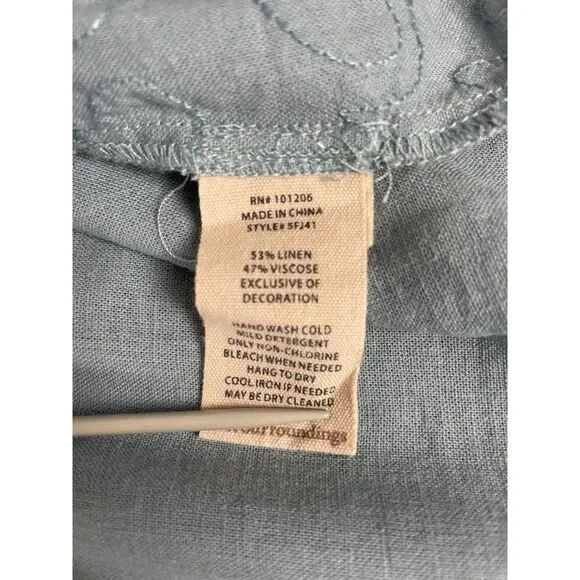 RN# 101206
MADE IN CHINA
STYLE# 5FJ41
53% LINEN
47% VISCOSE
EXCLUSIVE OF
DECORATION
HAND WASH COLD
MILD DETERGENT
ONLY NON-CHLORINE
BLEACH WHEN NEEDED
HANG TO DRY
COOL IRON IF NEEDED
MAY BE DRY CLEANED